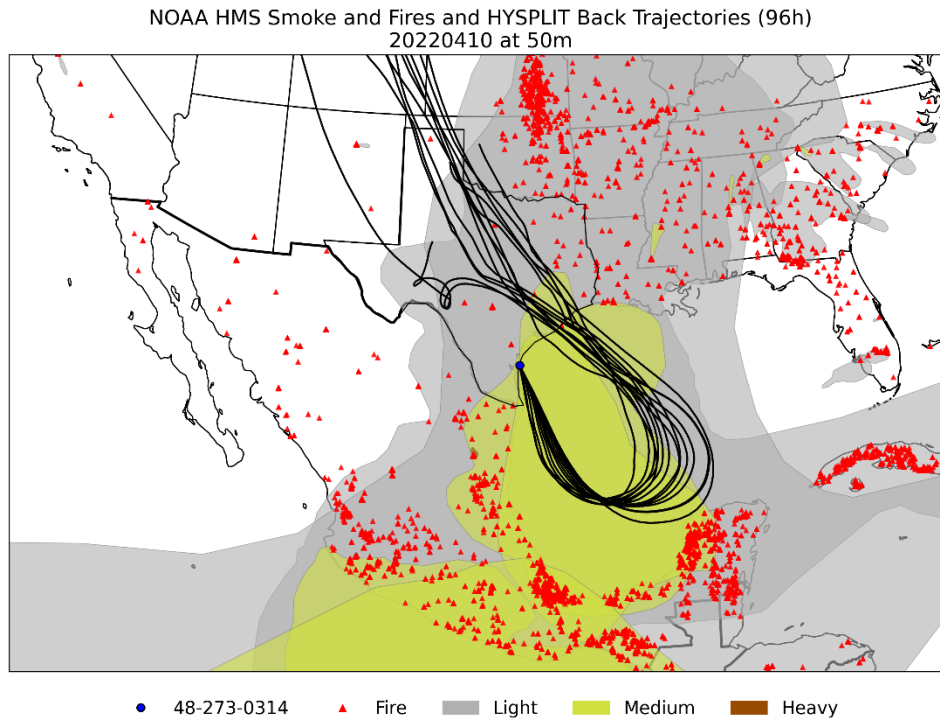 NOAA HMS Smoke and Fires and HYSPLIT Back Trajectories (96h)
20220410 at 50m
48-273-0314 Fire Light Medium Heavy